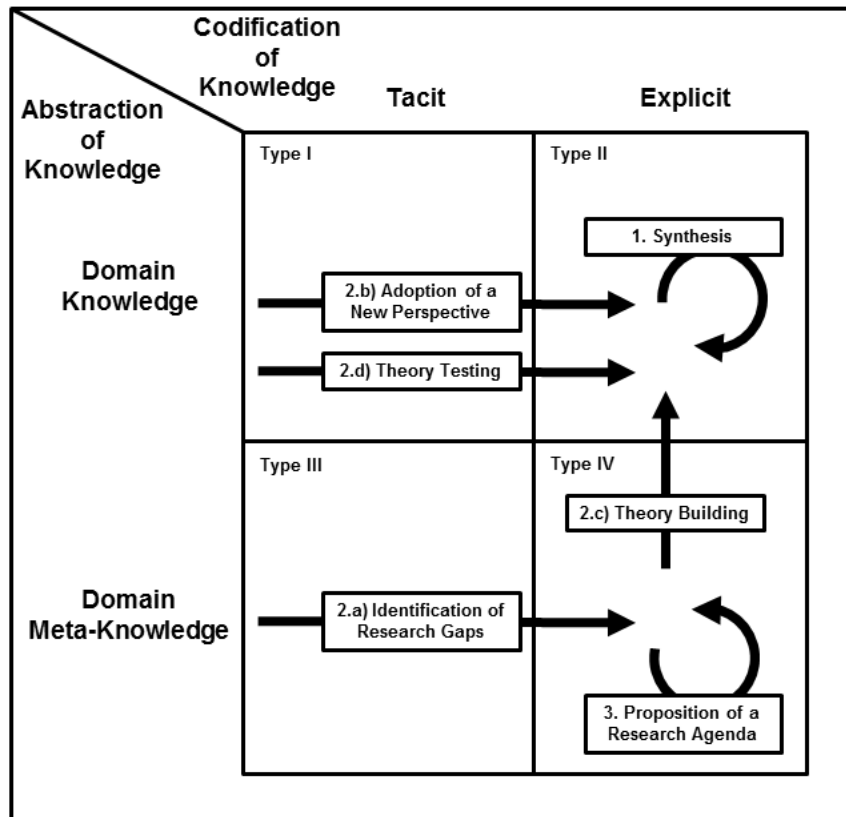 Codification
of
Knowledge
Tacit
Explicit
Abstraction
of
Knowledge
Type I
Type II
Domain
Knowledge
1. Synthesis
2.b) Adoption of a
New Perspective
2.d) Theory Testing
Type III
Type IV
2.c) Theory Building
Domain
Meta-Knowledge
2.a) Identification of
Research Gaps
3. Proposition of a
Research Agenda